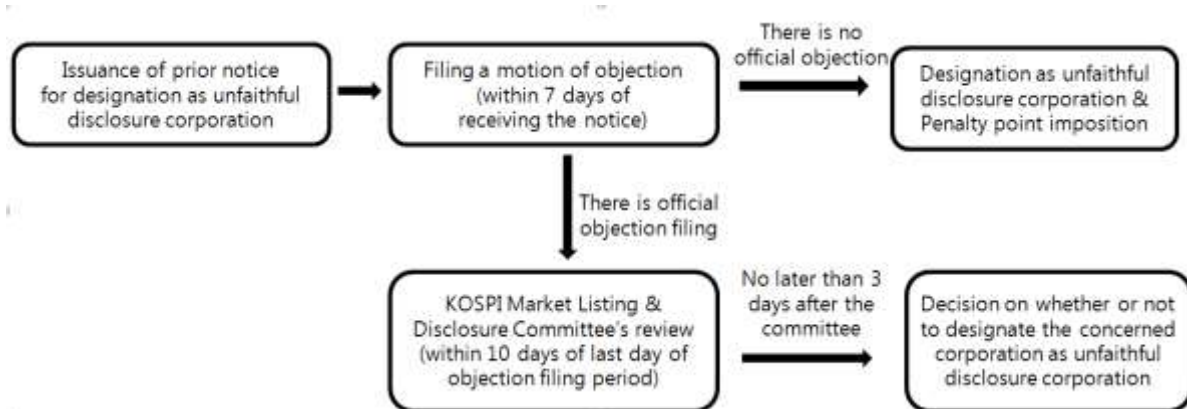 Issuance of prior notice
for designation as unfaithful
disclosure corporation
Filing a motion of objection
(within 7 days of
receiving the notice)
There is no
official objection
Designation as unfaithful
disclosure corporation &
Penalty point imposition
There is official
objection filing
KOSPI Market Listing &
Disclosure Committee's review
(within 10 days of last day of
objection filing period)
No later than 3
days after the
committee
Decision on whether or not
to designate the concerned
corporation as unfaithful
disclosure corporation